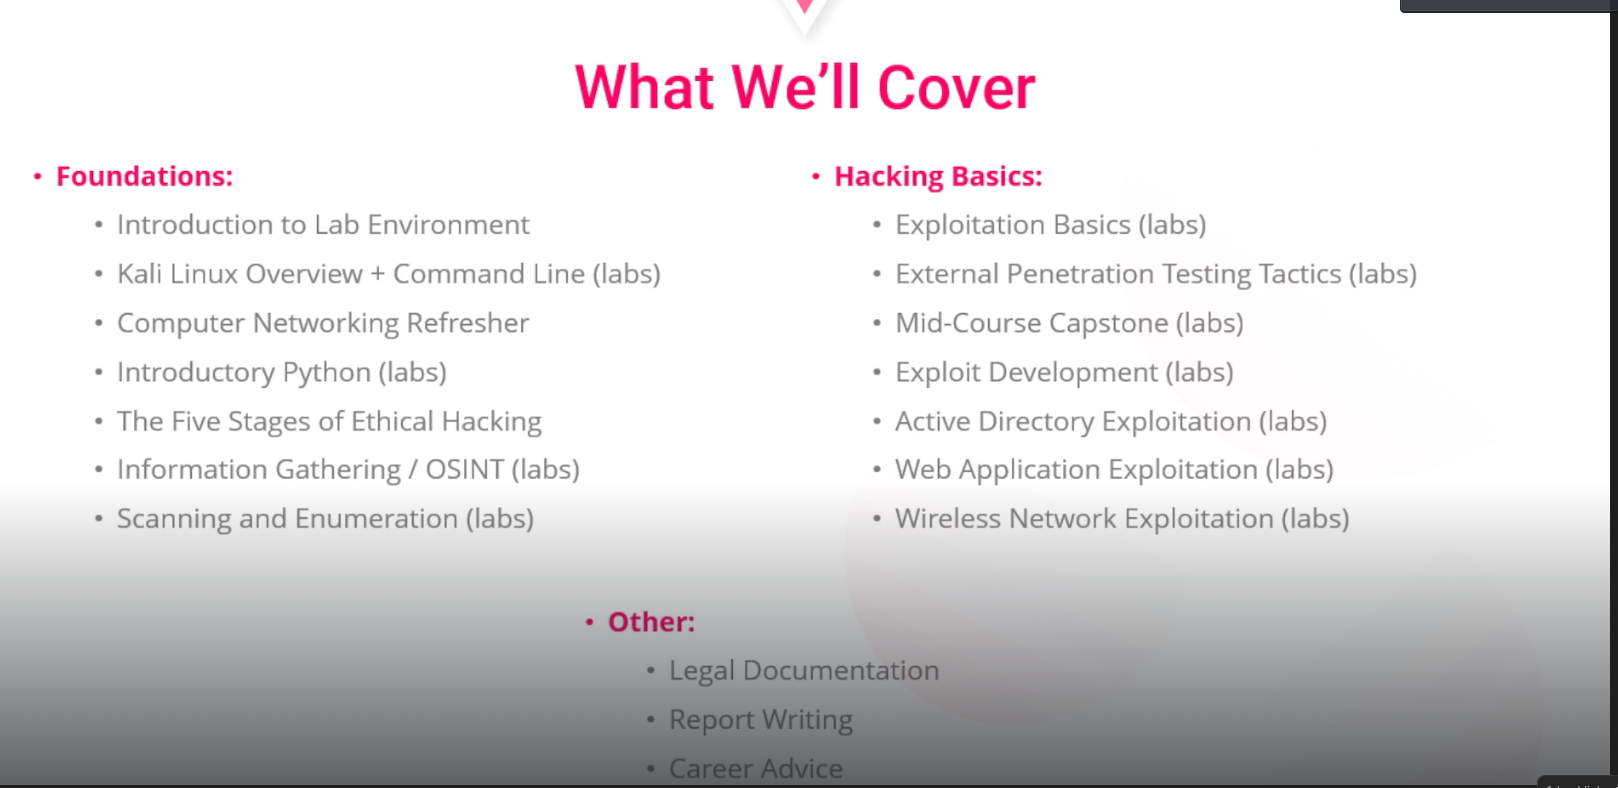 What We’ll Cover
• Foundations:
• Introduction to Lab Environment
• Kali Linux Overview + Command Line (labs)
• Computer Networking Refresher
• Introductory Python (labs)
• The Five Stages of Ethical Hacking
• Information Gathering / OSINT (labs)
• Scanning and Enumeration (labs)
• Hacking Basics:
• Exploitation Basics (labs)
• External Penetration Testing Tactics (labs)
• Mid-Course Capstone (labs)
• Exploit Development (labs)
• Active Directory Exploitation (labs)
• Web Application Exploitation (labs)
• Wireless Network Exploitation (labs)
• Other:
• Legal Documentation
• Report Writing
• Career Advice